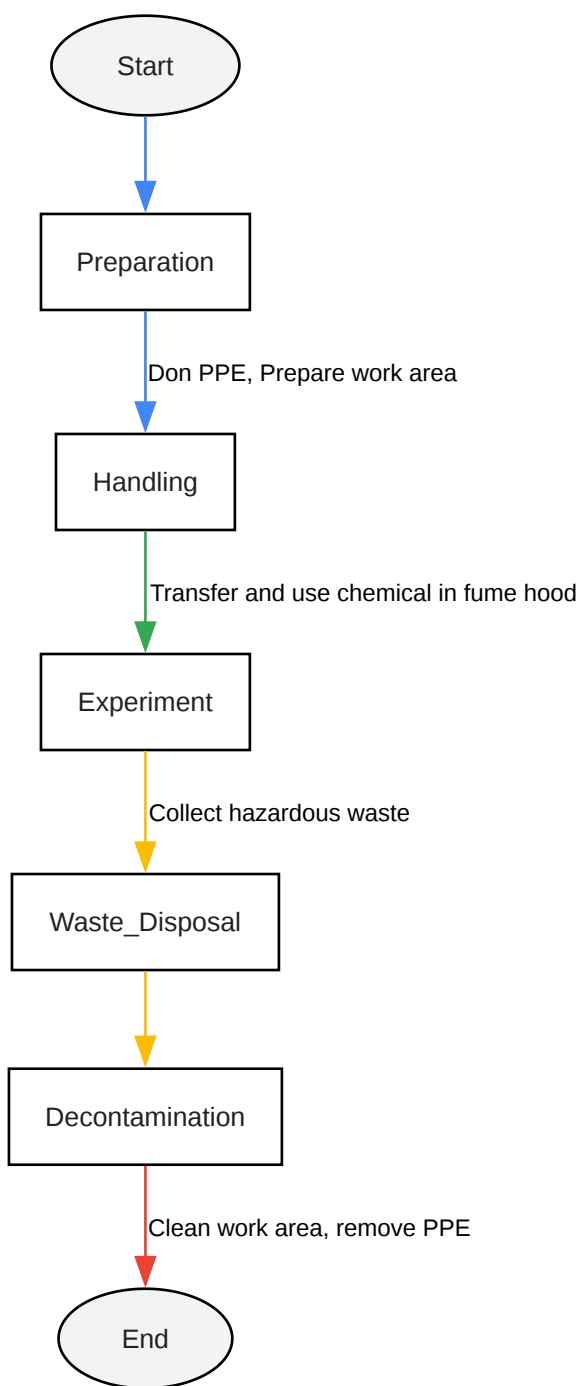 Start
Preparation
Don PPE, Prepare work area
Handling
Transfer and use chemical in fume hood
Experiment
Collect hazardous waste
Waste_Disposal
Decontamination
Clean work area, remove PPE
End